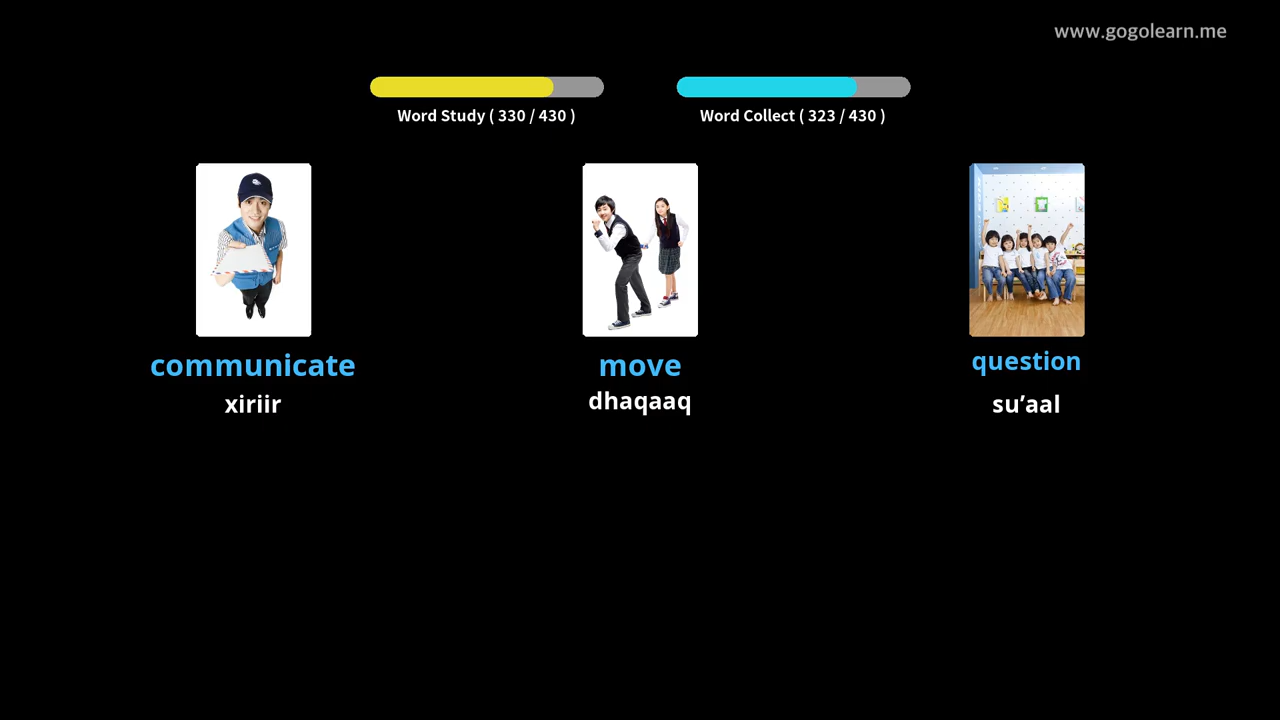 www.gogolearn.me
Word Study ( 330 / 430 )
Word Collect ( 323 / 430 )
communicate
xiriir
move
dhaqaaq
question
su’aal